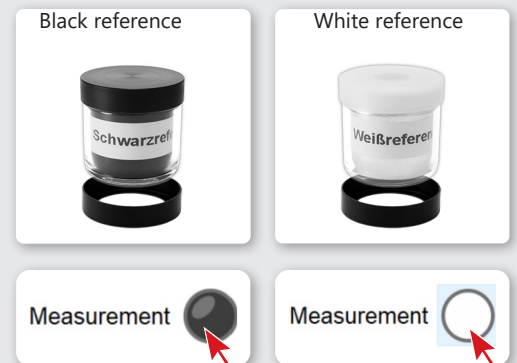 Black reference
White reference
Schwarzrefe
Weißreferen
Measurement
Measurement